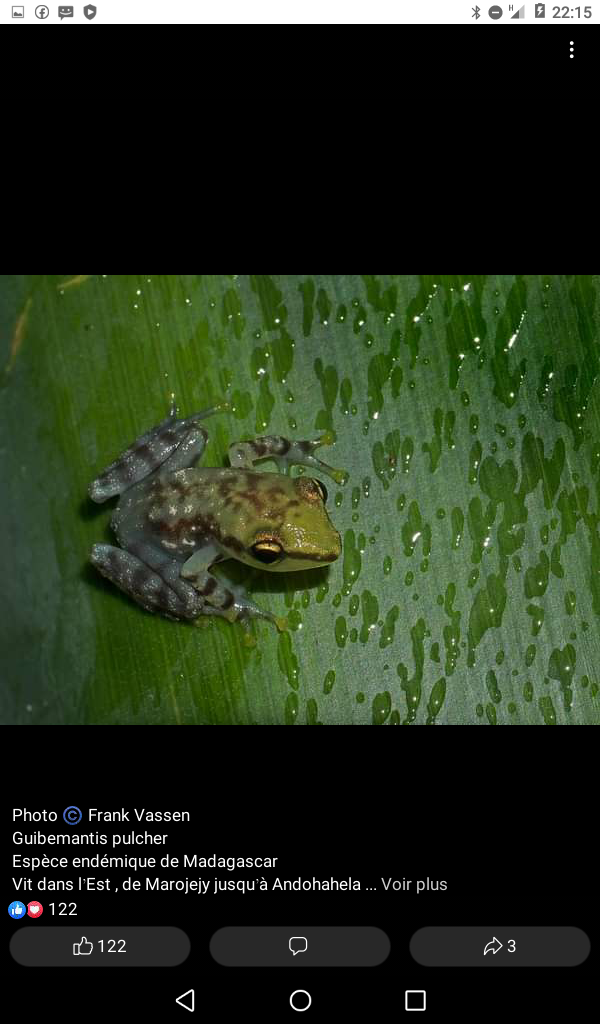 H 22:15
Photo © Frank Vassen
Guibemantis pulcher
Espèce endémique de Madagascar
Vit dans l'Est , de Marojejy jusqu'à Andohahela ... Voir plus
122
122 3